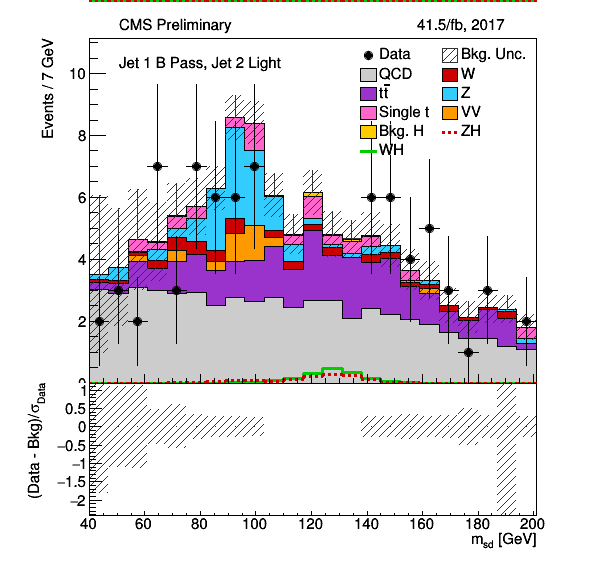 CMS Preliminary 41.5/fb, 2017
Events / 7 GeV
Jet 1 B Pass, Jet 2 Light
Data
Bkg. Unc.
QCD
W
tt̄
Z
Single t
VV
Bkg. H
ZH
WH
10
8
6
4
2
0
(Data - Bkg)/σData
1
0.5
0
−0.5
−1
−1.5
−2
40 60 80 100 120 140 160 180 200
msd [GeV]